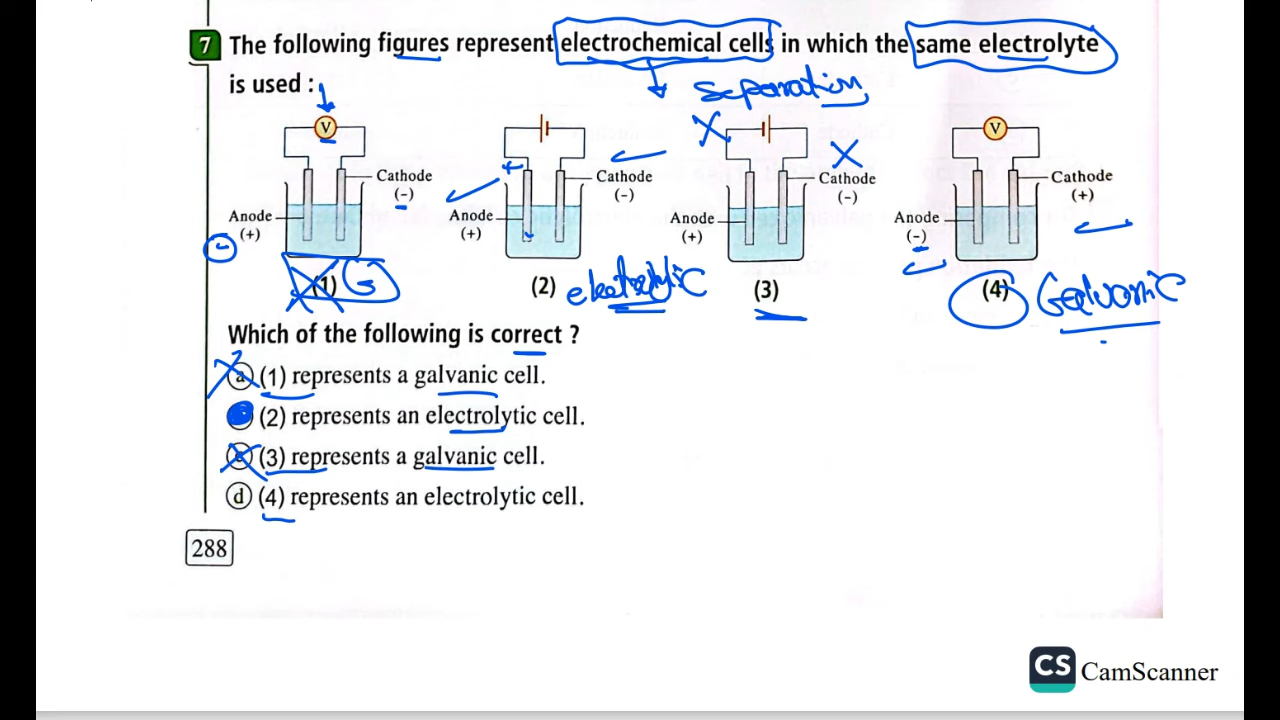 7 The following figures represent electrochemical cells in which the same electrolyte
is used :
separation
V
V
Cathode
(-)
Cathode
(-)
Cathode
(-)
Cathode
(+)
Anode
(+)
Anode
(+)
Anode
(+)
Anode
(-)
-
(1) G
(2) electrolytic
(3)
(4) Galvanic
Which of the following is correct ?
a (1) represents a galvanic cell.
(2) represents an electrolytic cell.
c (3) represents a galvanic cell.
d (4) represents an electrolytic cell.
288
CS CamScanner